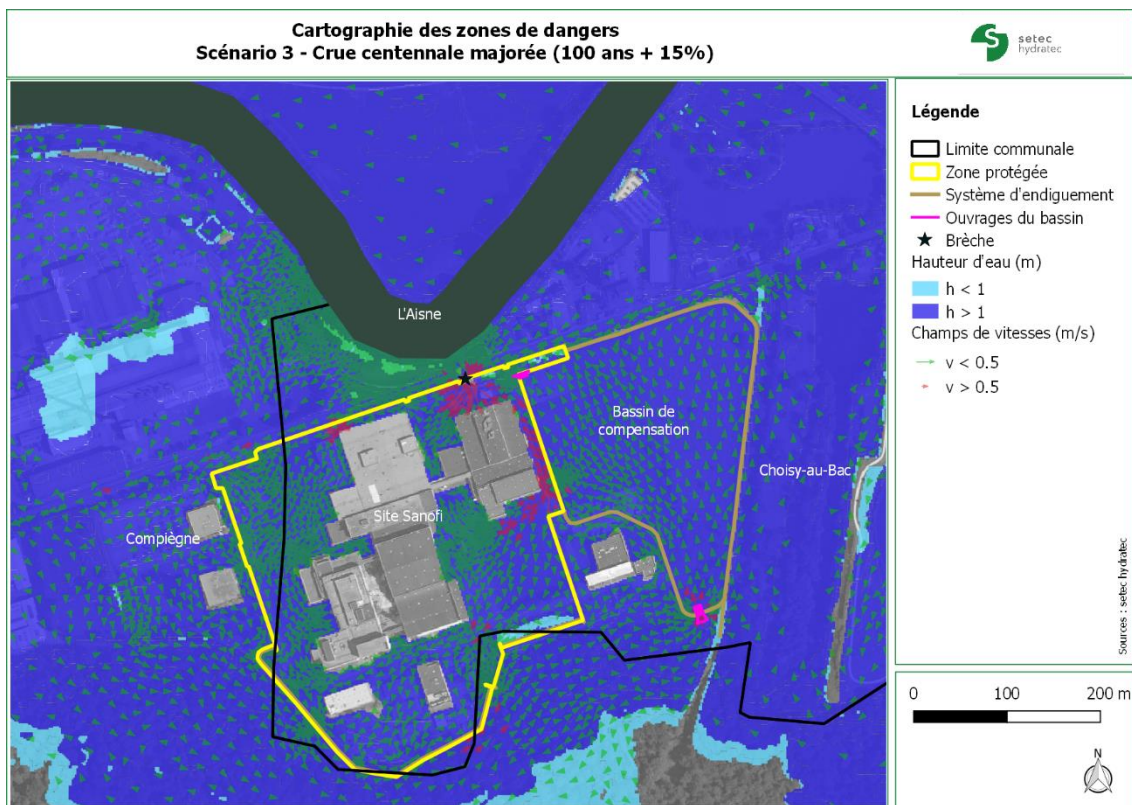 Cartographie des zones de dangers
Scénario 3 - Crue centennale majorée (100 ans + 15%)
setec
hydratec
L'Aisne
Bassin de
compensation
Choisy-au-Bac
Site Sanofi
Compiègne
Légende
Limite communale
Zone protégée
Système d'endiguement
Ouvrages du bassin
Brèche
Hauteur d'eau (m)
h < 1
h > 1
Champs de vitesses (m/s)
v < 0.5
v > 0.5
Sources : setec hydratec
0 100 200 m
N